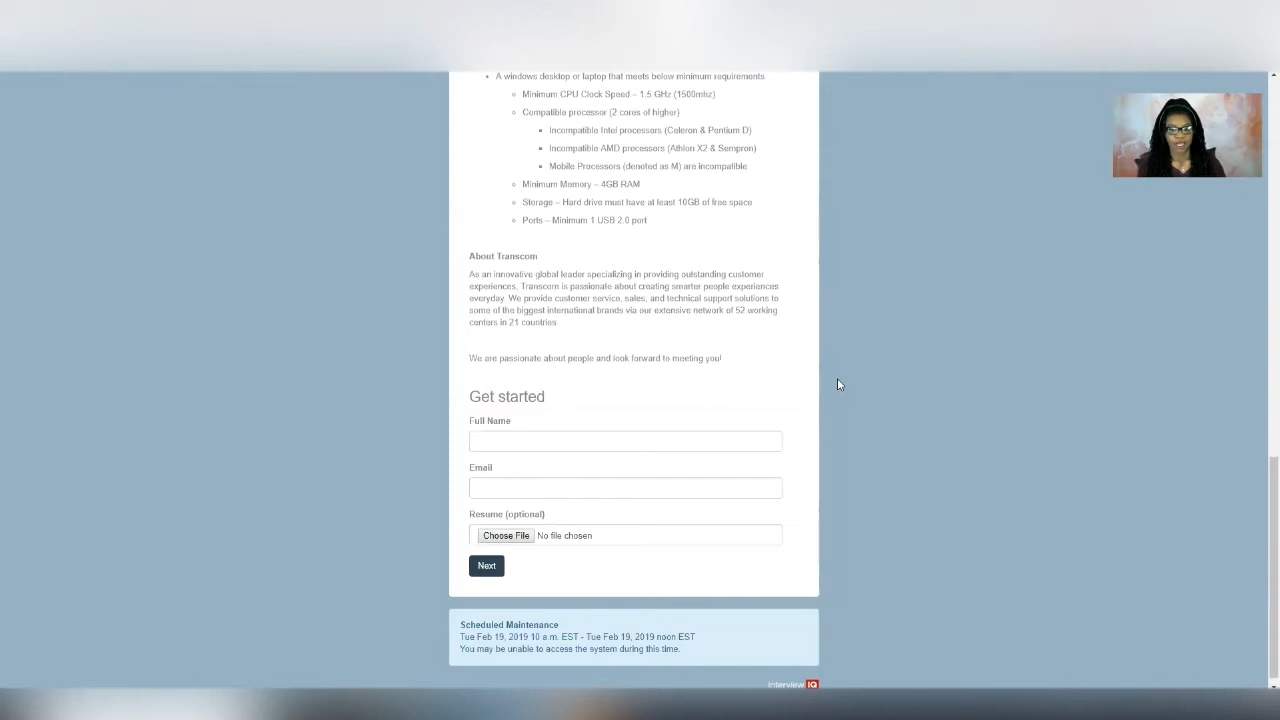 A windows desktop or laptop that meets below minimum requirements
Minimum CPU Clock Speed – 1.5 GHz (1500mhz)
Compatible processor (2 cores of higher)
Incompatible Intel processors (Celeron & Pentium D)
Incompatible AMD processors (Athlon X2 & Sempron)
Mobile Processors (denoted as M) are incompatible
Minimum Memory – 4GB RAM
Storage – Hard drive must have at least 10GB of free space
Ports – Minimum 1 USB 2.0 port
About Transcom
As an innovative global leader specializing in providing outstanding customer
experiences, Transcom is passionate about creating smarter people experiences
everyday. We provide customer service, sales, and technical support solutions to
some of the biggest international brands via our extensive network of 52 working
centers in 21 countries.
We are passionate about people and look forward to meeting you!
Get started
Full Name
Email
Resume (optional)
Choose File No file chosen
Next
Scheduled Maintenance
Tue Feb 19, 2019 10 a.m. EST - Tue Feb 19, 2019 noon EST
You may be unable to access the system during this time.
Interview IQ